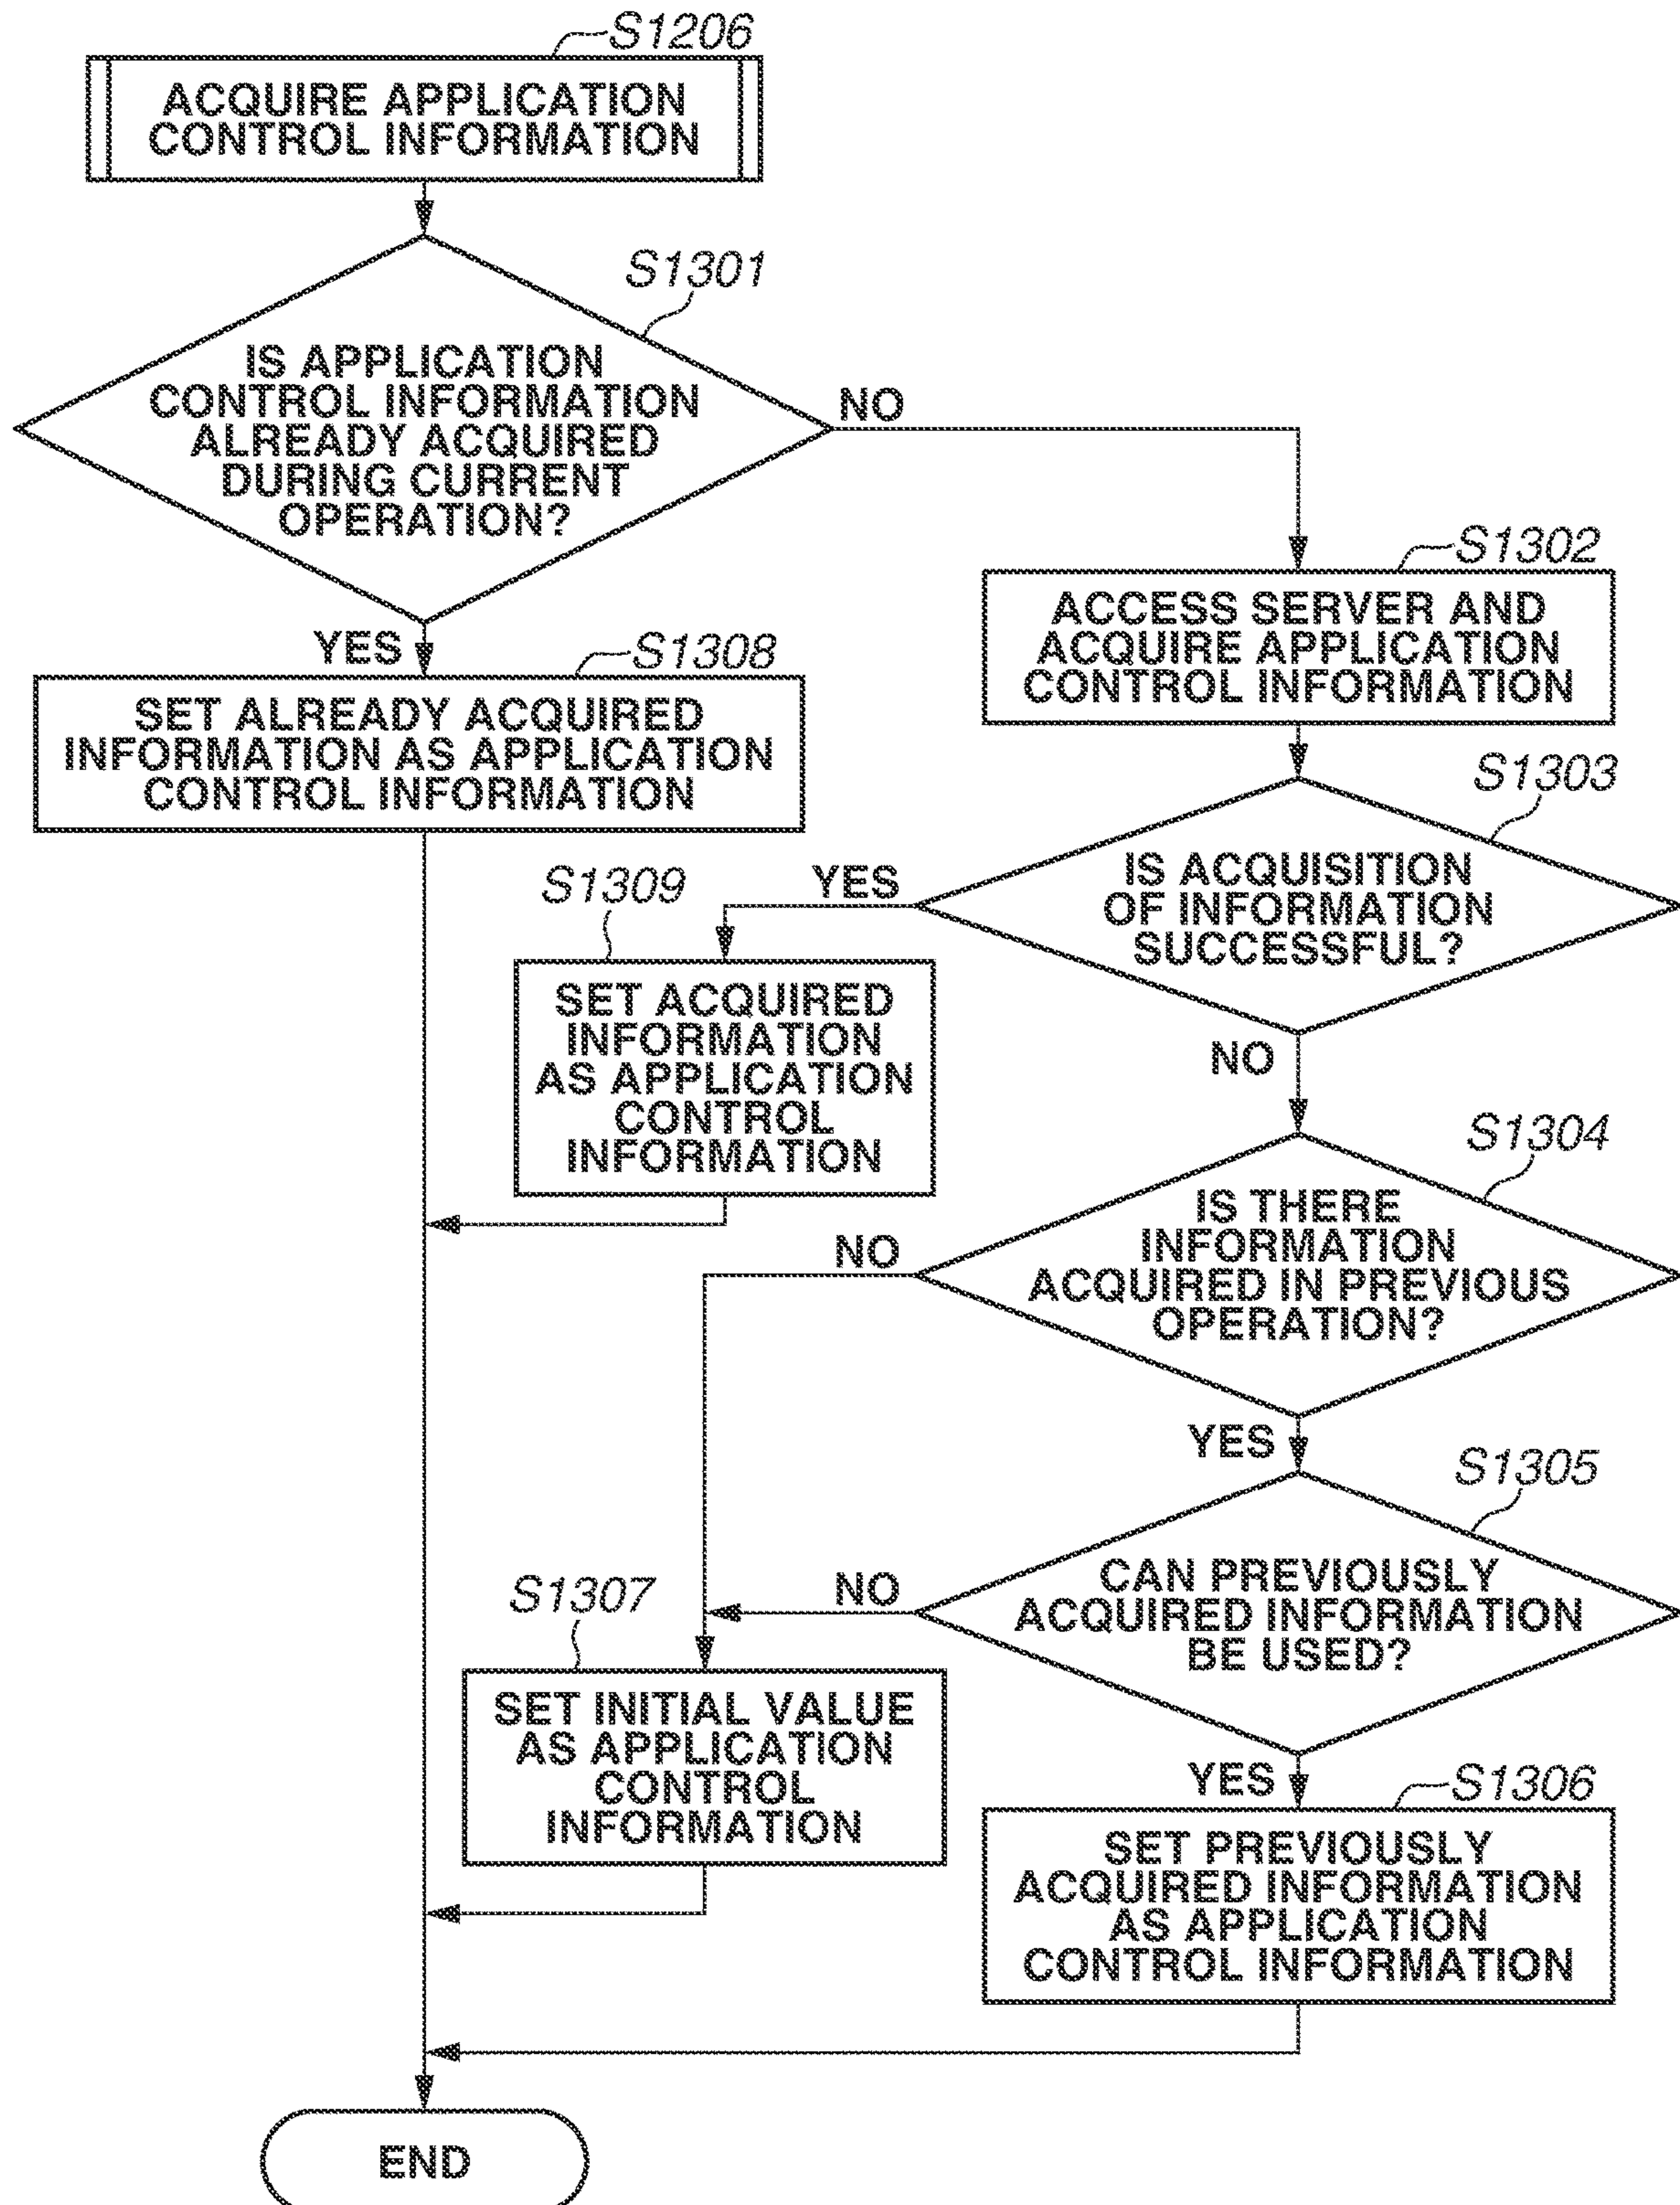 S1206
ACQUIRE APPLICATION
CONTROL INFORMATION
S1301
IS APPLICATION
CONTROL INFORMATION
ALREADY ACQUIRED
DURING CURRENT
OPERATION?
NO
YES
S1308
SET ALREADY ACQUIRED
INFORMATION AS APPLICATION
CONTROL INFORMATION
S1302
ACCESS SERVER AND
ACQUIRE APPLICATION
CONTROL INFORMATION
S1303
IS ACQUISITION
OF INFORMATION
SUCCESSFUL?
YES
S1309
SET ACQUIRED
INFORMATION
AS APPLICATION
CONTROL
INFORMATION
NO
S1304
IS THERE
INFORMATION
ACQUIRED IN PREVIOUS
OPERATION?
NO
YES
S1305
CAN PREVIOUSLY
ACQUIRED INFORMATION
BE USED?
NO
S1307
SET INITIAL VALUE
AS APPLICATION
CONTROL
INFORMATION
YES
S1306
SET PREVIOUSLY
ACQUIRED INFORMATION
AS APPLICATION
CONTROL INFORMATION
END